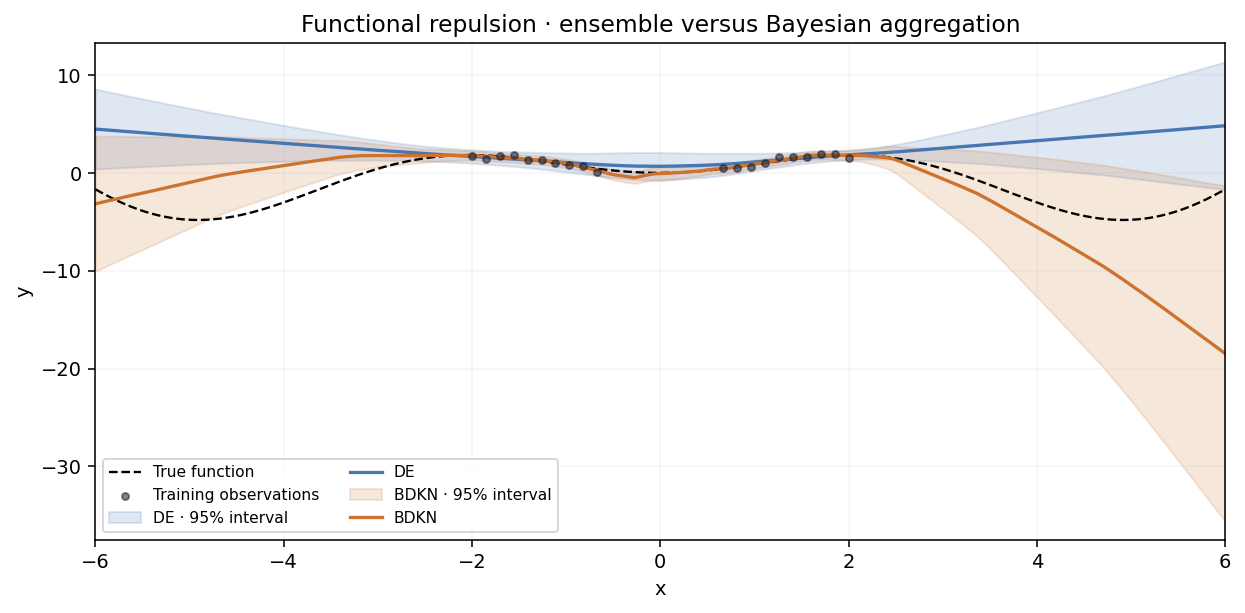 Functional repulsion · ensemble versus Bayesian aggregation
y
10
0
−10
−20
−30
True function
Training observations
DE · 95% interval
DE
BDKN · 95% interval
BDKN
−6
−4
−2
0
2
4
6
x